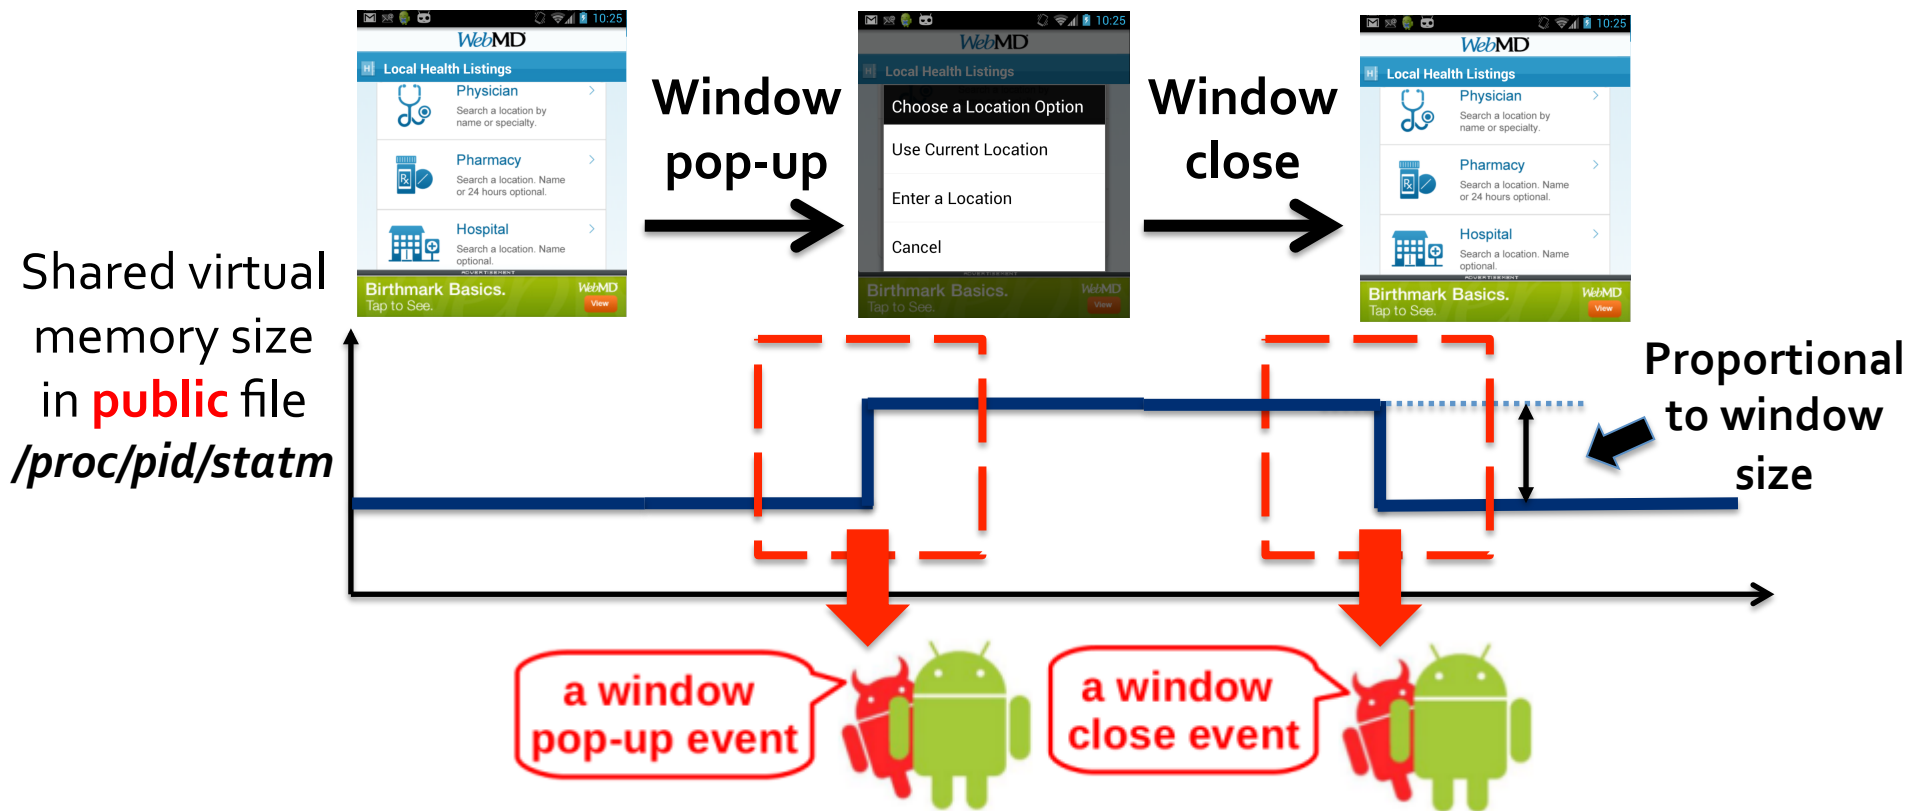 10:25
WebMD
Local Health Listings
Physician
Search a location by
name or specialty.
Pharmacy
Search a location. Name
or 24 hours optional.
Hospital
Search a location. Name
optional.
ADVERTISEMENT
Birthmark Basics.
Tap to See.
WebMD
View
Window
pop-up
10:25
WebMD
Local Health Listings
Choose a Location Option
Use Current Location
Enter a Location
Cancel
ADVERTISEMENT
Birthmark Basics.
Tap to See.
WebMD
View
Window
close
10:25
WebMD
Local Health Listings
Physician
Search a location by
name or specialty.
Pharmacy
Search a location. Name
or 24 hours optional.
Hospital
Search a location. Name
optional.
ADVERTISEMENT
Birthmark Basics.
Tap to See.
WebMD
View
Shared virtual
memory size
in public file
/proc/pid/statm
Proportional
to window
size
a window
pop-up event
a window
close event